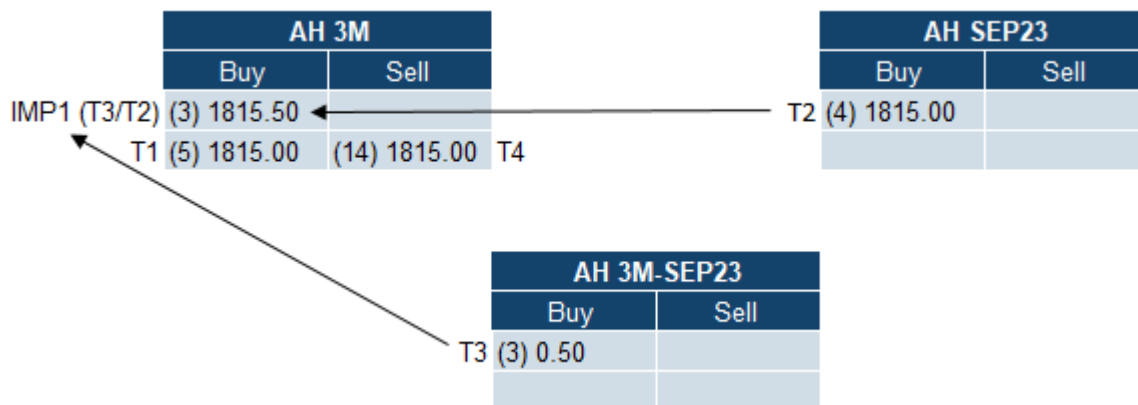 AH 3M
Buy Sell
IMP1 (T3/T2) (3) 1815.50
T1 (5) 1815.00 (14) 1815.00 T4
AH SEP23
Buy Sell
T2 (4) 1815.00
AH 3M-SEP23
Buy Sell
T3 (3) 0.50